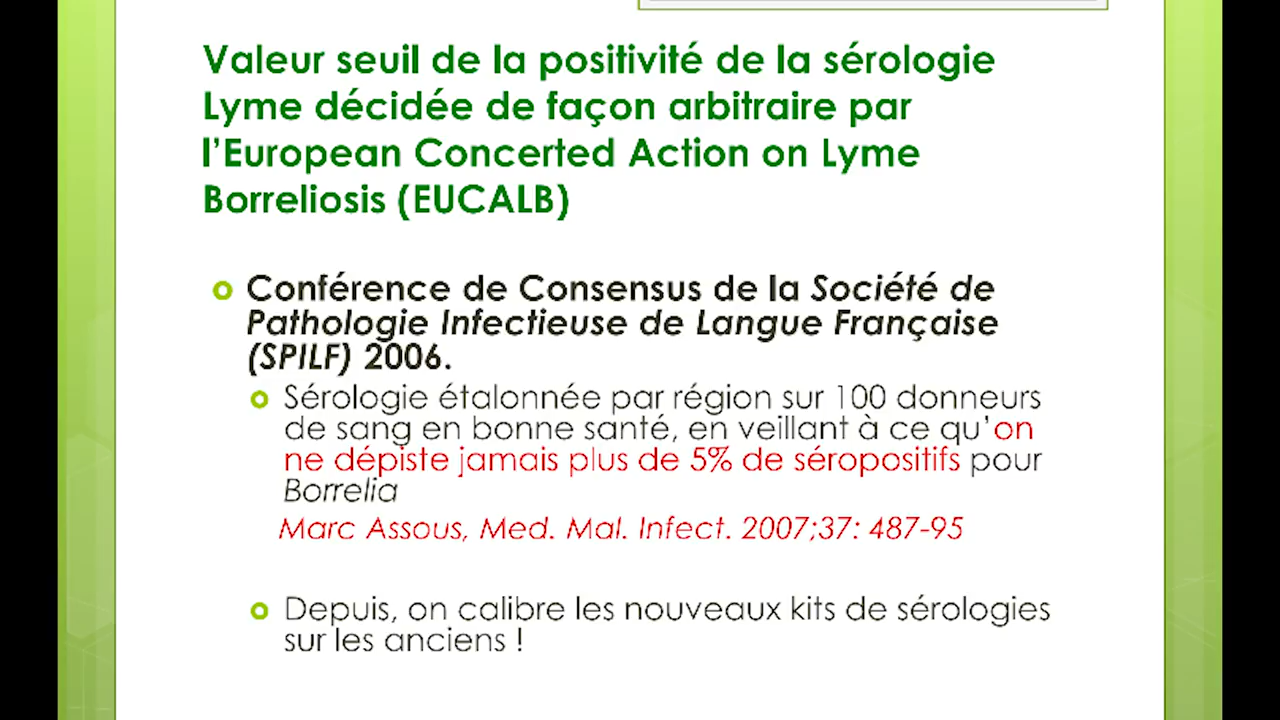 Valeur seuil de la positivité de la sérologie
Lyme décidée de façon arbitraire par
l'European Concerted Action on Lyme
Borreliosis (EUCALB)
Conférence de Consensus de la Société de
Pathologie Infectieuse de Langue Française
(SPILF) 2006.
Sérologie étalonnée par région sur 100 donneurs
de sang en bonne santé, en veillant à ce qu'on
ne dépiste jamais plus de 5% de séropositifs pour
Borrelia
Marc Assous, Med. Mal. Infect. 2007;37: 487-95
Depuis, on calibre les nouveaux kits de sérologies
sur les anciens !